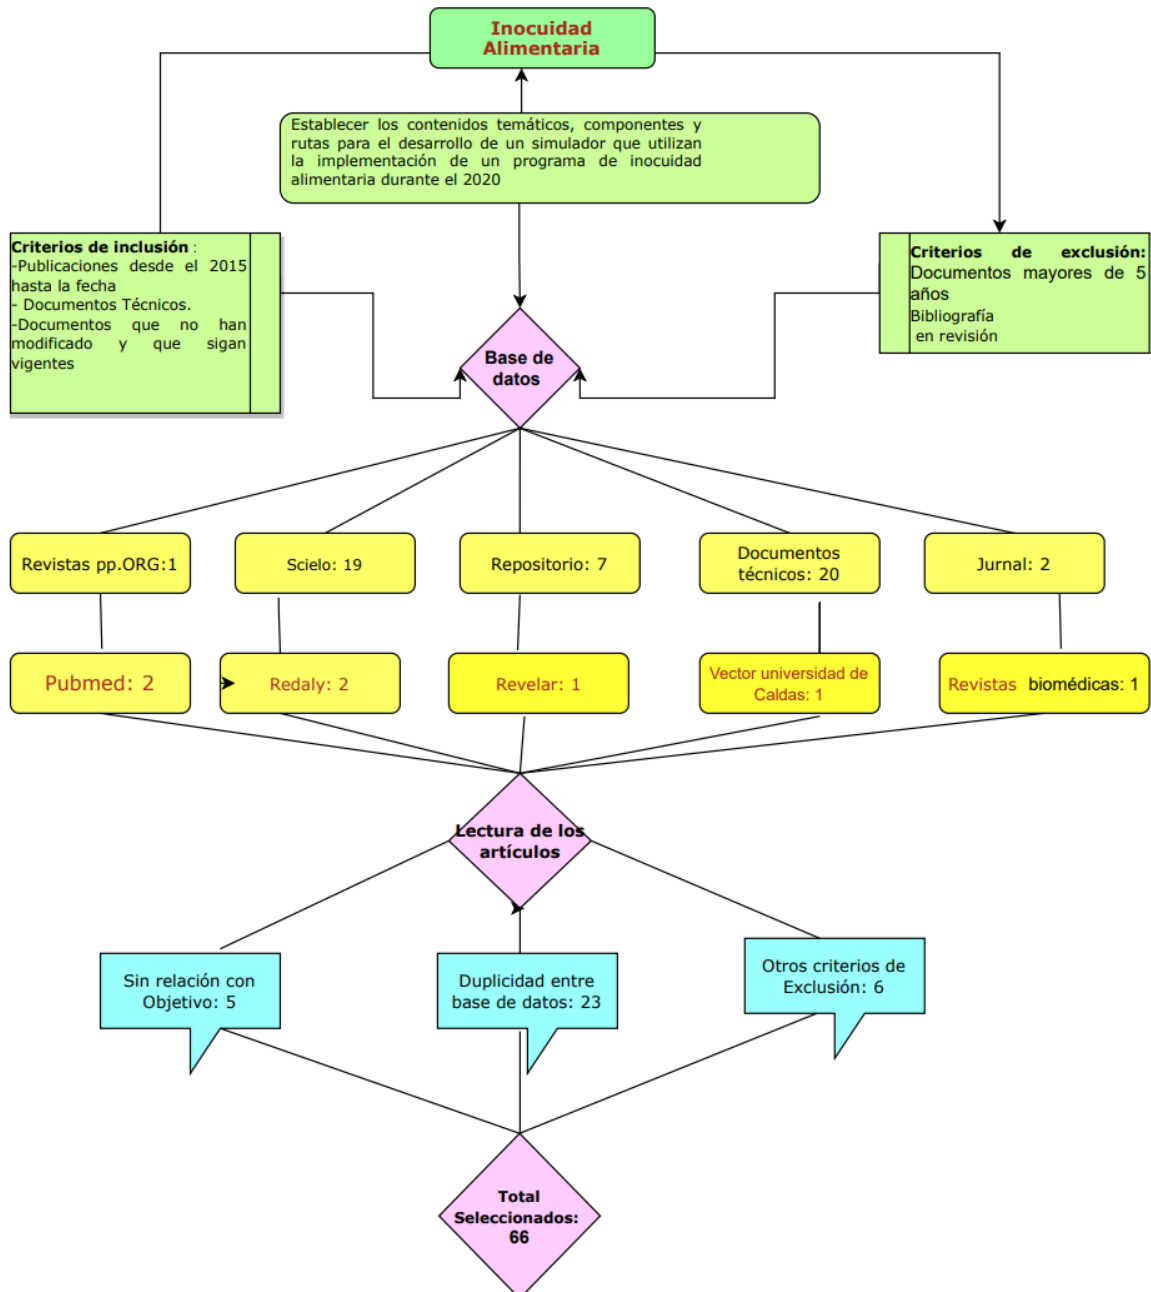 Inocuidad
Alimentaria
Establecer los contenidos temáticos, componentes y
rutas para el desarrollo de un simulador que utilizan
la implementación de un programa de inocuidad
alimentaria durante el 2020
Criterios de inclusión :
-Publicaciones desde el 2015
hasta la fecha
- Documentos Técnicos.
-Documentos que no han
modificado y que sigan
vigentes
Criterios de exclusión:
Documentos mayores de 5
años
Bibliografía
en revisión
Base de
datos
Revistas pp.ORG:1
Scielo: 19
Repositorio: 7
Documentos
técnicos: 20
Jurnal: 2
Pubmed: 2
Redaly: 2
Revelar: 1
Vector universidad de
Caldas: 1
Revistas biomédicas: 1
Lectura de los
artículos
Sin relación con
Objetivo: 5
Duplicidad entre
base de datos: 23
Otros criterios de
Exclusión: 6
Total
Seleccionados:
66